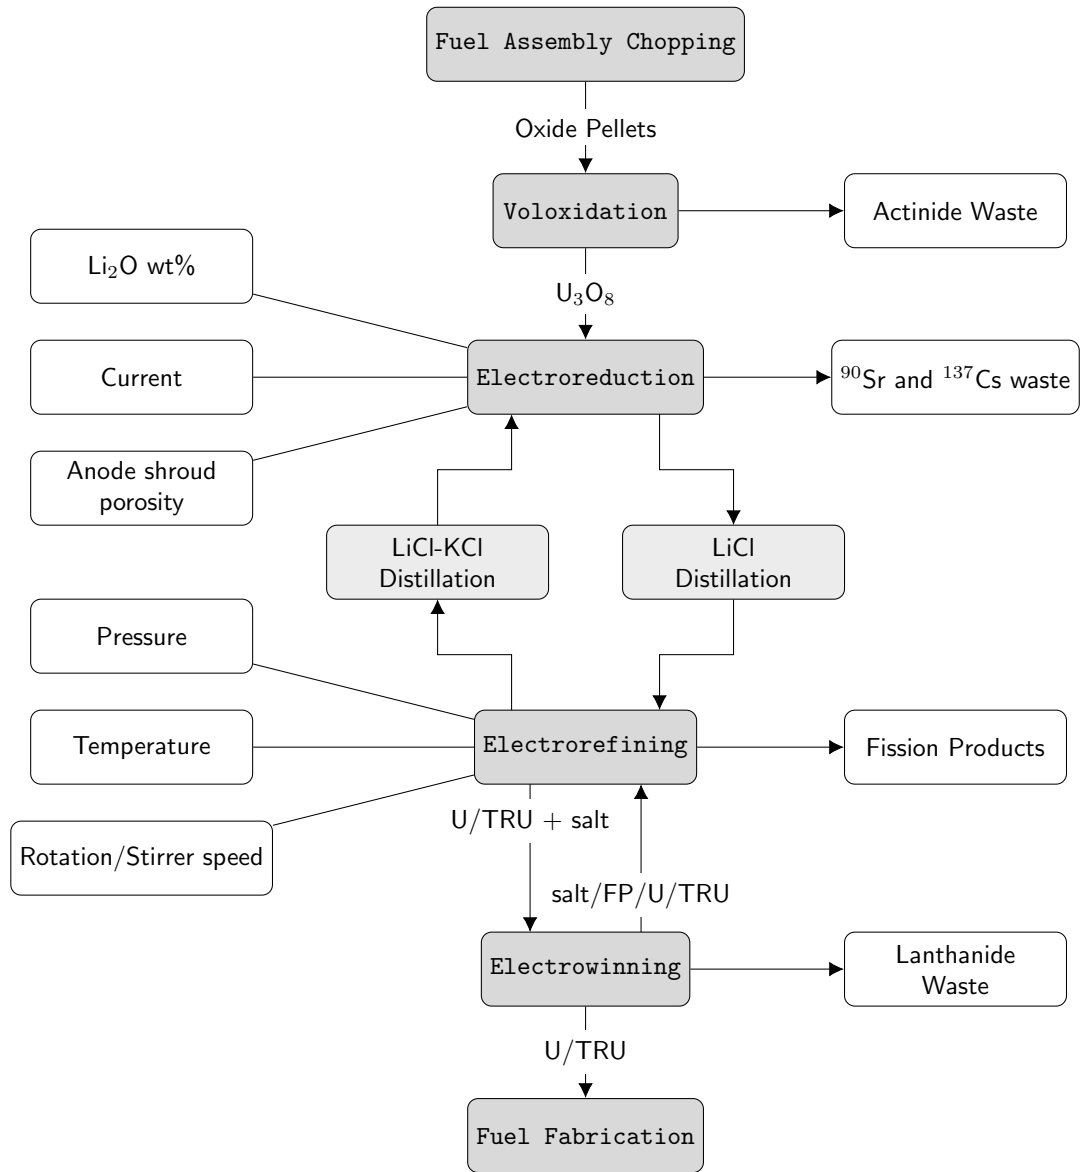 Fuel Assembly Chopping
Oxide Pellets
Voloxidation
Actinide Waste
Li₂O wt%
U₃O₈
Current
Electroreduction
⁹⁰Sr and ¹³⁷Cs waste
Anode shroud
porosity
LiCl-KCl
Distillation
LiCl
Distillation
Pressure
Temperature
Electrorefining
Fission Products
Rotation/Stirrer speed
U/TRU + salt
salt/FP/U/TRU
Electrowinning
Lanthanide
Waste
U/TRU
Fuel Fabrication